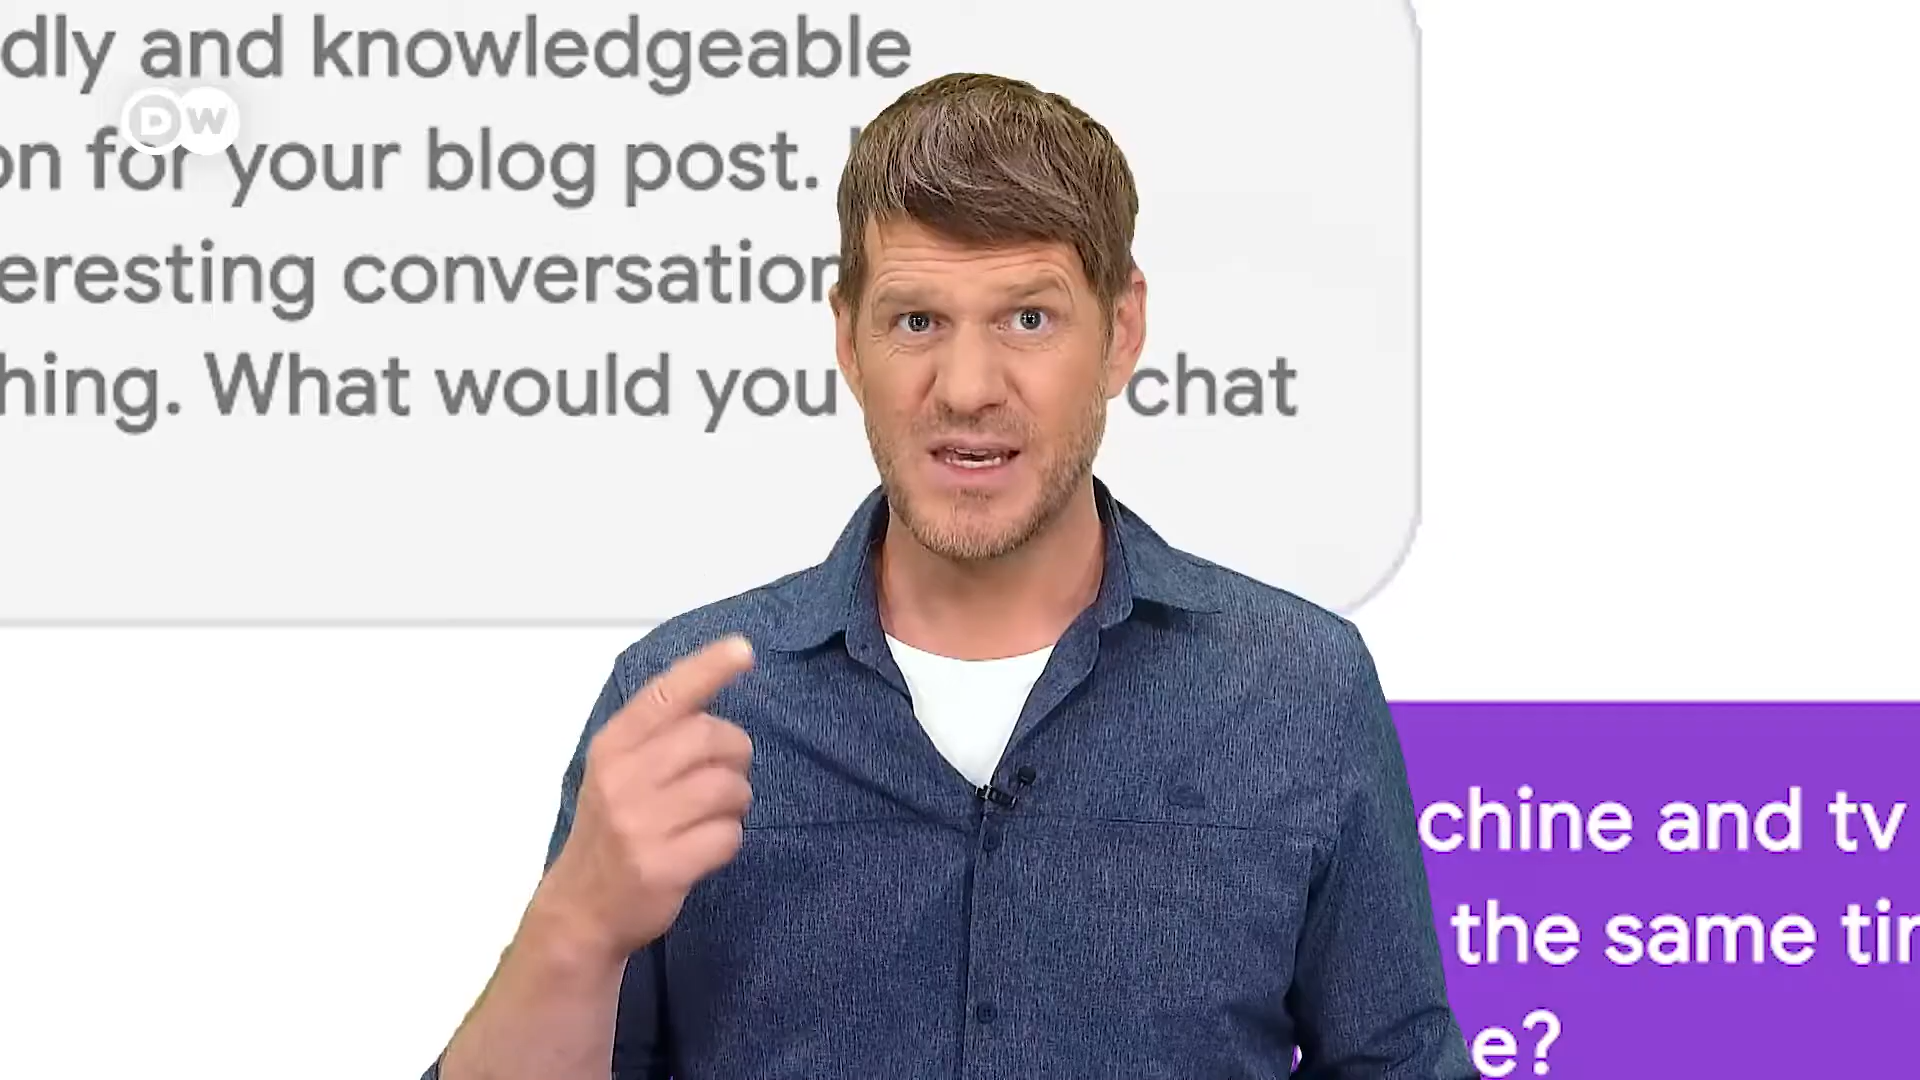 dly and knowledgeable
DW
on for your blog post.
eresting conversation
hing. What would you chat
chine and tv
the same tim
e?